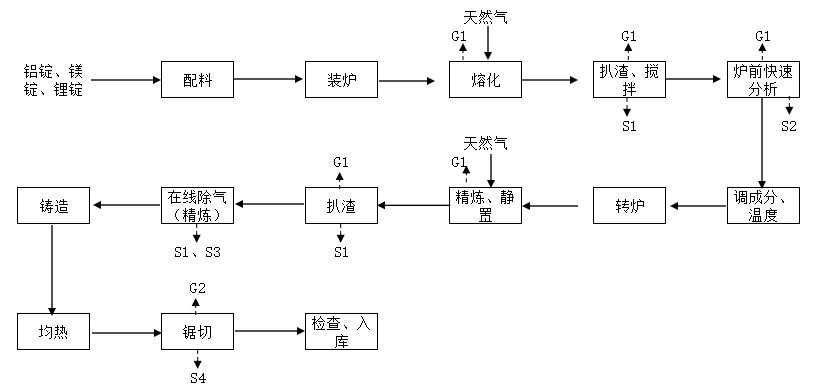 天然气
G1
G1
G1
铝锭、镁
锭、锂锭
配料
装炉
熔化
扒渣、搅
拌
炉前快速
分析
S1
S2
天然气
G1
G1
铸造
在线除气
（精炼）
扒渣
精炼、静
置
转炉
调成分、
温度
S1、S3
S1
G2
均热
锯切
检查、入
库
S4